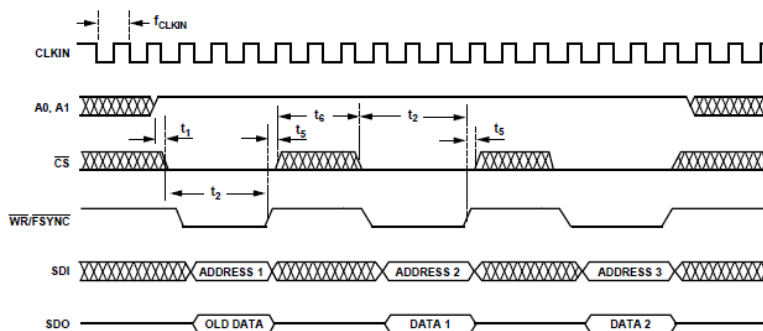 fCLKIN
CLKIN
A0, A1
t1
t5
t6
t2
t5
CS
t2
WR/FSYNC
SDI
ADDRESS 1
ADDRESS 2
ADDRESS 3
SDO
OLD DATA
DATA 1
DATA 2